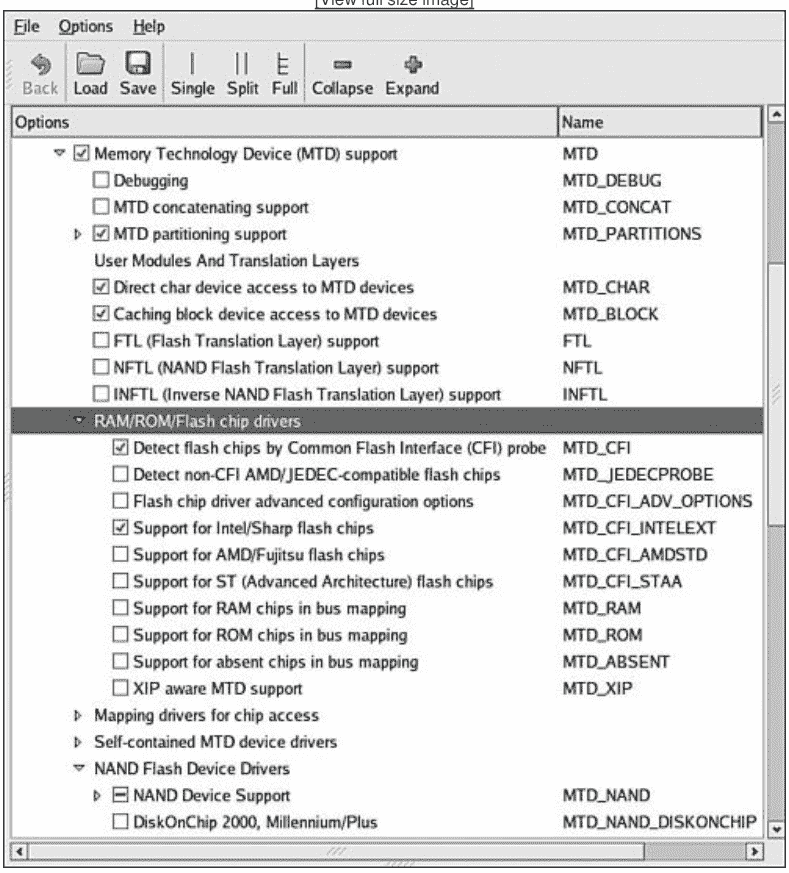 [View full size image]
File Options Help
Back Load Save Single Split Full Collapse Expand
Options Name
Memory Technology Device (MTD) support MTD
Debugging MTD_DEBUG
MTD concatenating support MTD_CONCAT
MTD partitioning support MTD_PARTITIONS
User Modules And Translation Layers
Direct char device access to MTD devices MTD_CHAR
Caching block device access to MTD devices MTD_BLOCK
FTL (Flash Translation Layer) support FTL
NFTL (NAND Flash Translation Layer) support NFTL
INFTL (Inverse NAND Flash Translation Layer) support INFTL
RAM/ROM/Flash chip drivers
Detect flash chips by Common Flash Interface (CFI) probe MTD_CFI
Detect non-CFI AMD/JEDEC-compatible flash chips MTD_JEDECPROBE
Flash chip driver advanced configuration options MTD_CFI_ADV_OPTIONS
Support for Intel/Sharp flash chips MTD_CFI_INTELEXT
Support for AMD/Fujitsu flash chips MTD_CFI_AMDSTD
Support for ST (Advanced Architecture) flash chips MTD_CFI_STAA
Support for RAM chips in bus mapping MTD_RAM
Support for ROM chips in bus mapping MTD_ROM
Support for absent chips in bus mapping MTD_ABSENT
XIP aware MTD support MTD_XIP
Mapping drivers for chip access
Self-contained MTD device drivers
NAND Flash Device Drivers
NAND Device Support MTD_NAND
DiskOnChip 2000, Millennium/Plus MTD_NAND_DISKONCHIP